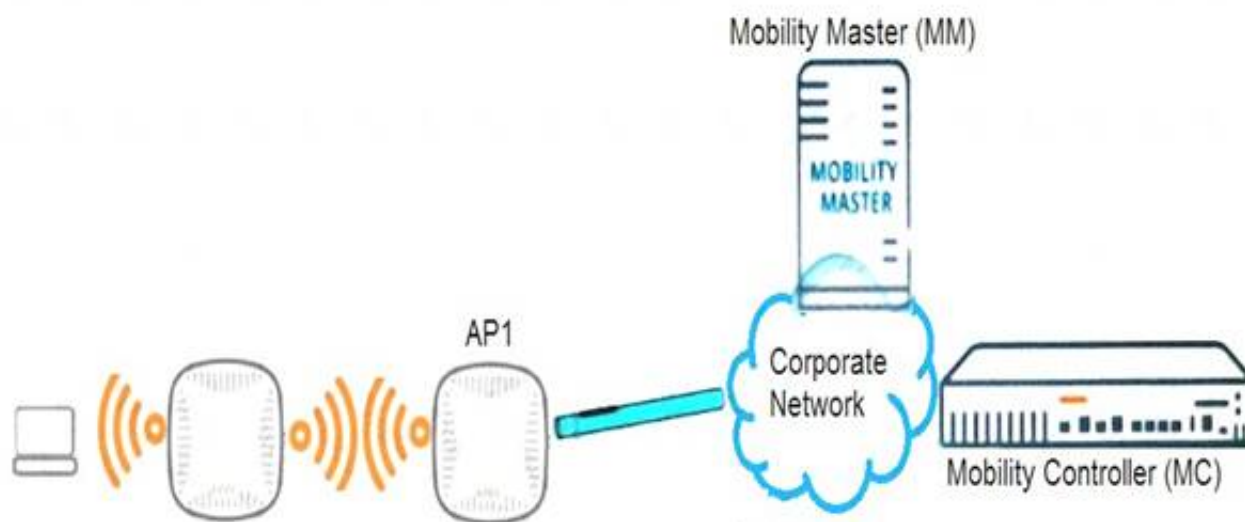 Mobility Master (MM)
MOBILITY
MASTER
AP1
Corporate
Network
Mobility Controller (MC)